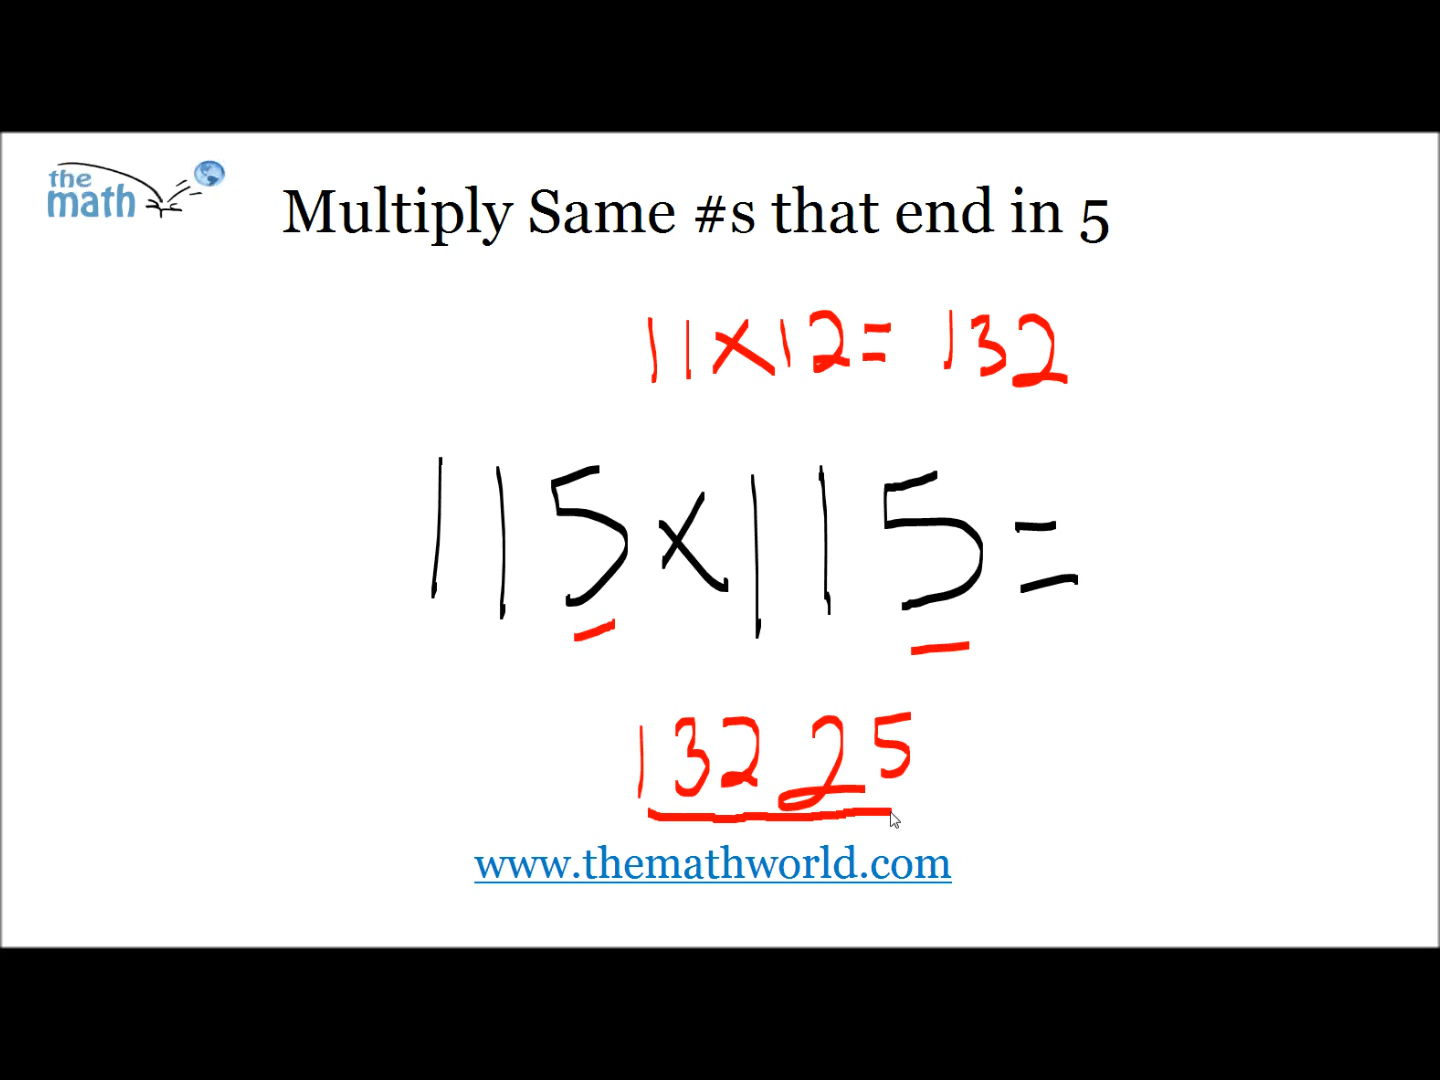 the
math
Multiply Same #s that end in 5
11x12= 132
115x115=
13225
www.themathworld.com